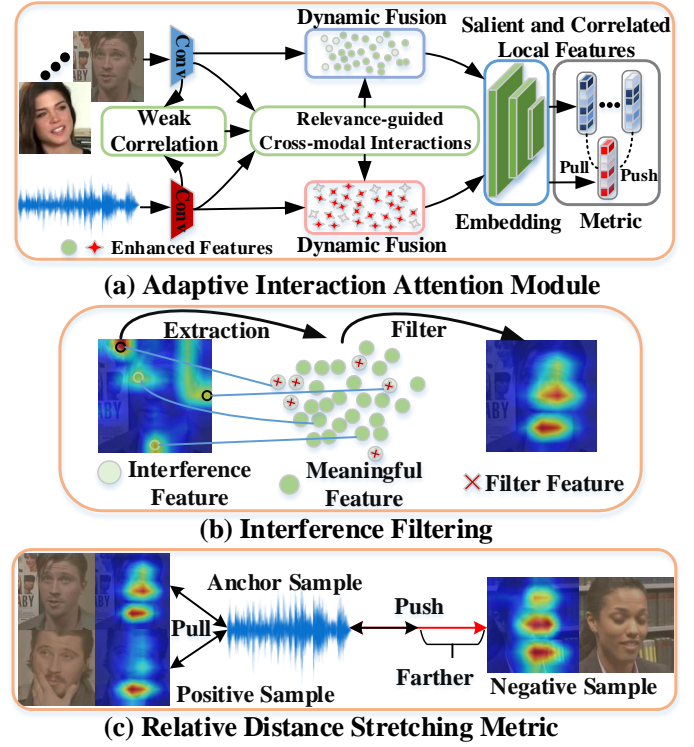 Dynamic Fusion
Salient and Correlated
Local Features
Conv
Weak
Correlation
Relevance-guided
Cross-modal Interactions
Pull
Push
Conv
Embedding
Metric
Enhanced Features
Dynamic Fusion
(a) Adaptive Interaction Attention Module
Extraction
Filter
ABY
Interference
Feature
Meaningful
Feature
Filter Feature
(b) Interference Filtering
Anchor Sample
Pull
Push
Farther
Positive Sample
Negative Sample
(c) Relative Distance Stretching Metric